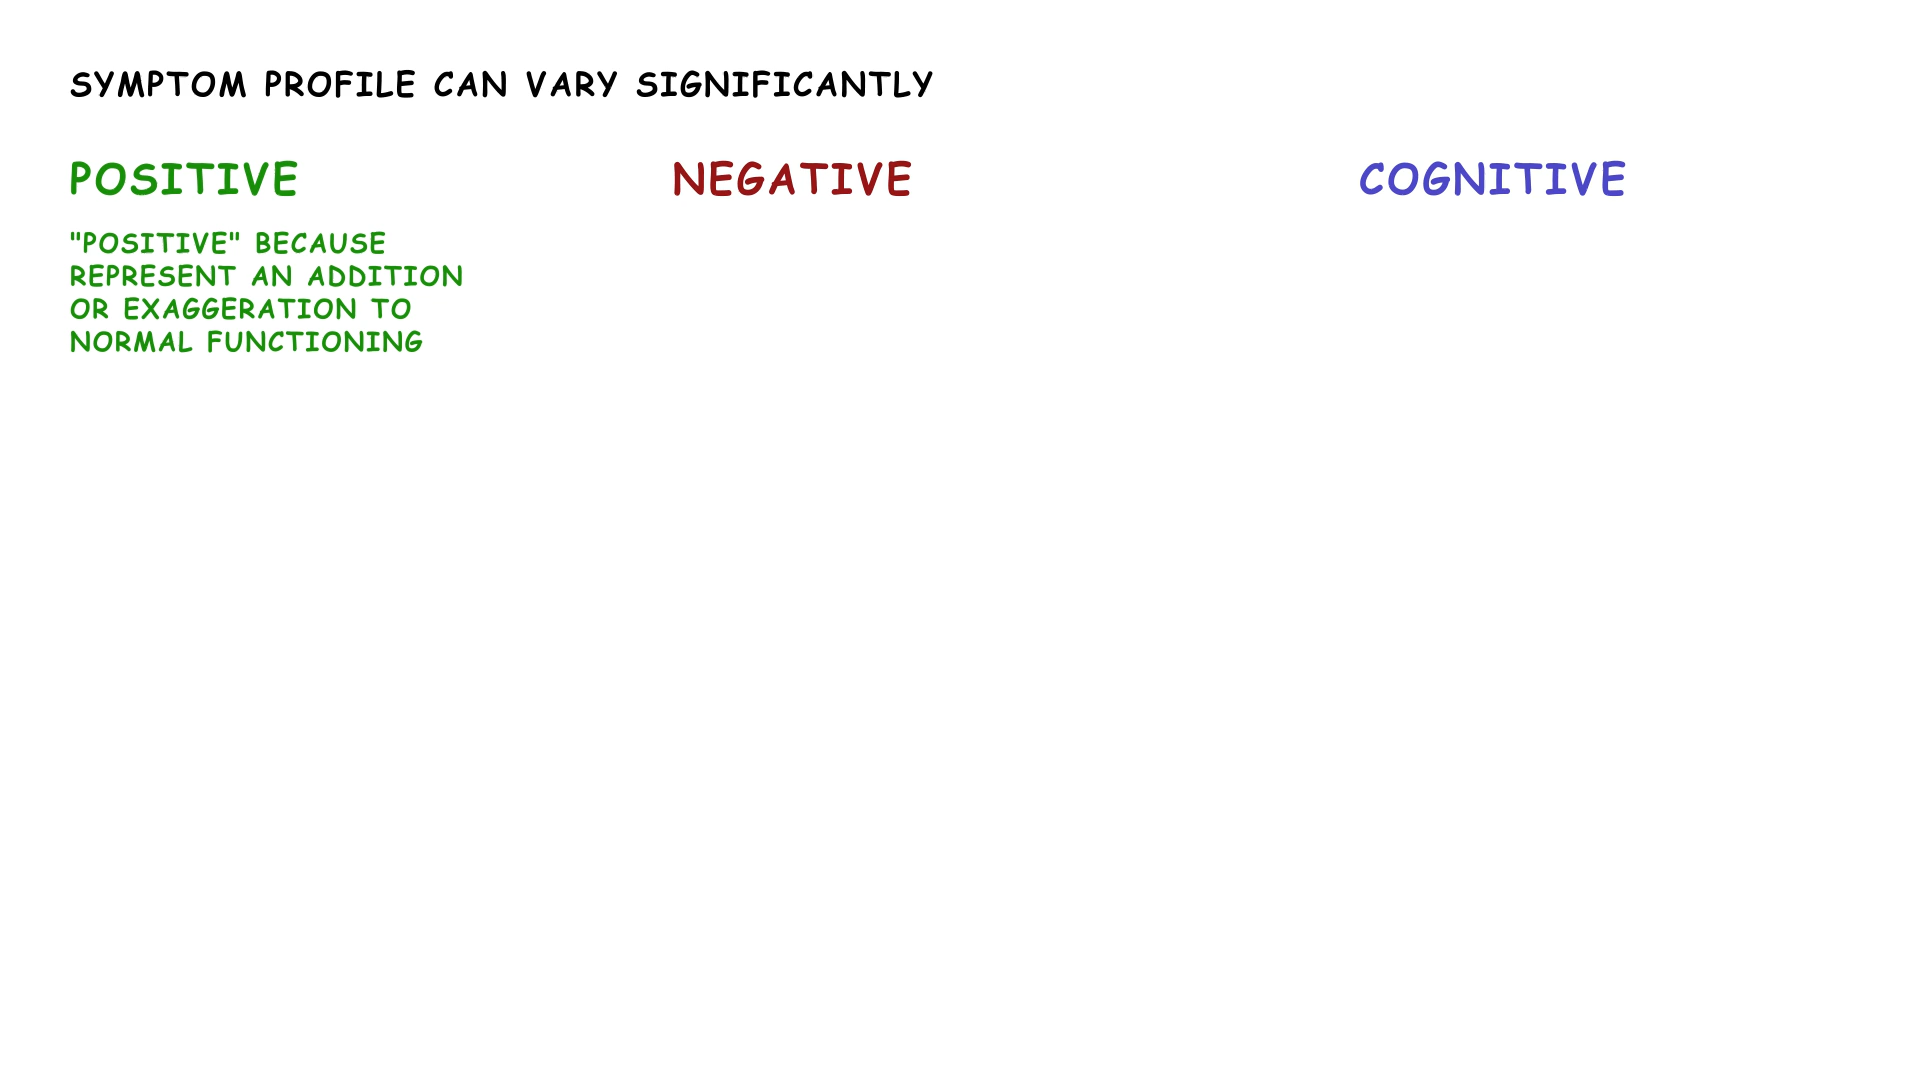 SYMPTOM PROFILE CAN VARY SIGNIFICANTLY
POSITIVE
"POSITIVE" BECAUSE
REPRESENT AN ADDITION
OR EXAGGERATION TO
NORMAL FUNCTIONING
NEGATIVE
COGNITIVE